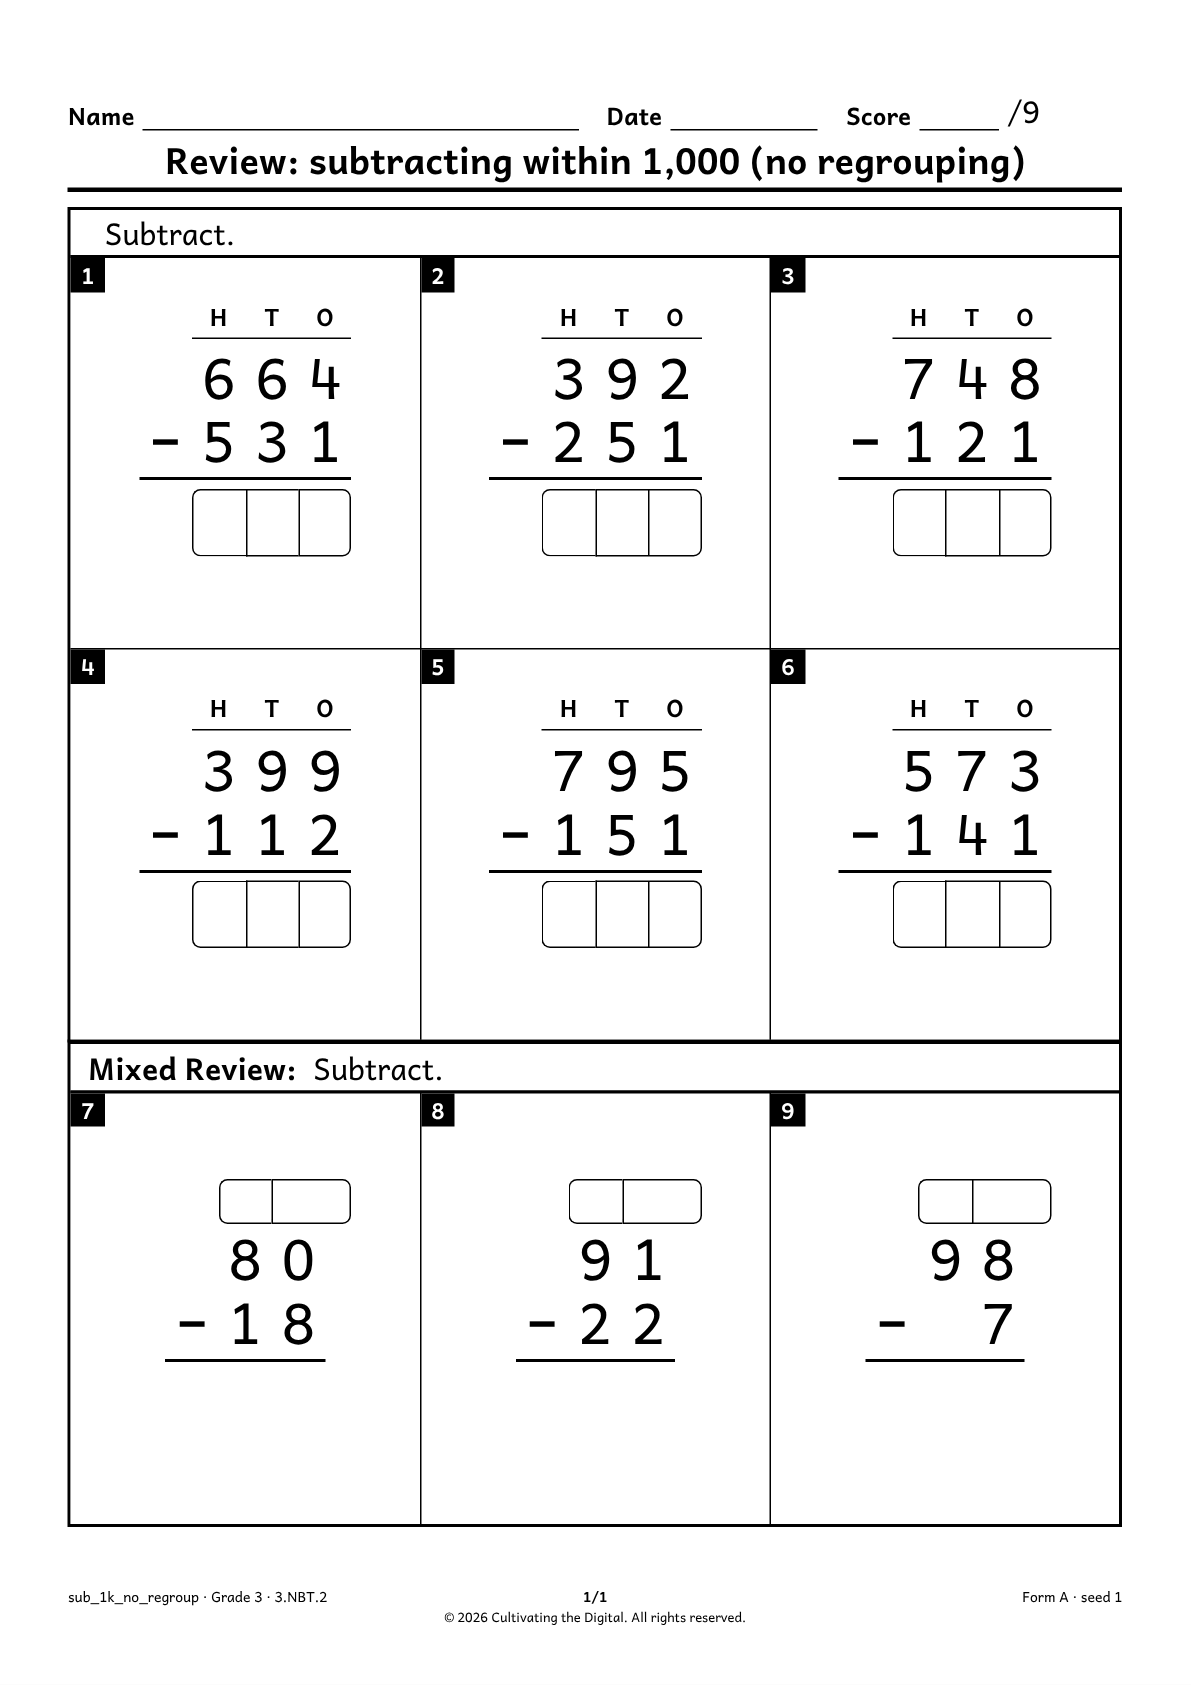 Name Date Score /9
Review: subtracting within 1,000 (no regrouping)
Subtract.
1 2 3
H T O H T O H T O
6 6 4 3 9 2 7 4 8
− 5 3 1 − 2 5 1 − 1 2 1
4 5 6
H T O H T O H T O
3 9 9 7 9 5 5 7 3
− 1 1 2 − 1 5 1 − 1 4 1
Mixed Review: Subtract.
7 8 9
8 0 9 1 9 8
− 1 8 − 2 2 − 7
sub_1k_no_regroup · Grade 3 · 3.NBT.2 1/1 Form A · seed 1
© 2026 Cultivating the Digital. All rights reserved.